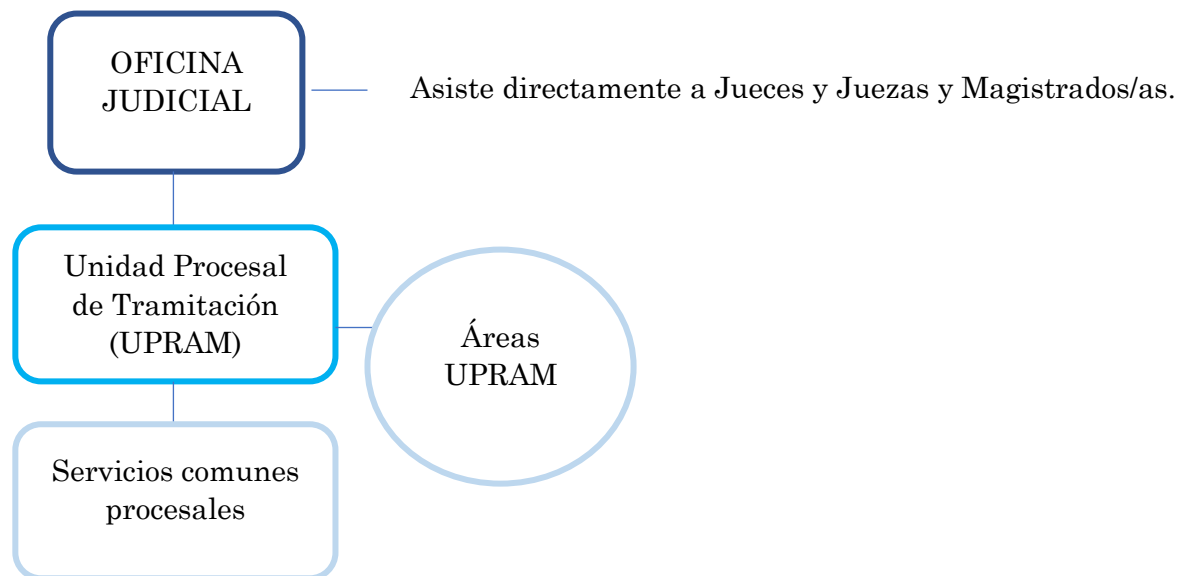 OFICINA
JUDICIAL
Asiste directamente a Jueces y Juezas y Magistrados/as.
Unidad Procesal
de Tramitación
(UPRAM)
Áreas
UPRAM
Servicios comunes
procesales